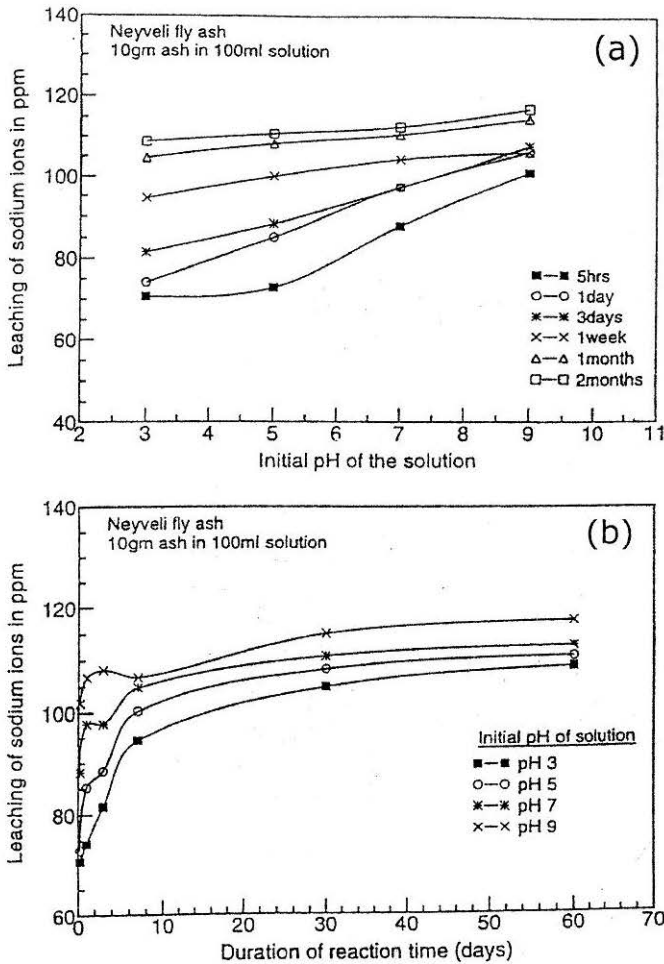 140
Neyveli fly ash
10gm ash in 100ml solution
(a)
120
100
80
60
40
Leaching of sodium ions in ppm
5hrs
1day
3days
1week
1month
2months
2 3 4 5 6 7 8 9 10 11
Initial pH of the solution
140
Neyveli fly ash
10gm ash in 100ml solution
(b)
120
100
80
60
Leaching of sodium ions in ppm
Initial pH of solution
pH 3
pH 5
pH 7
pH 9
0 10 20 30 40 50 60 70
Duration of reaction time (days)